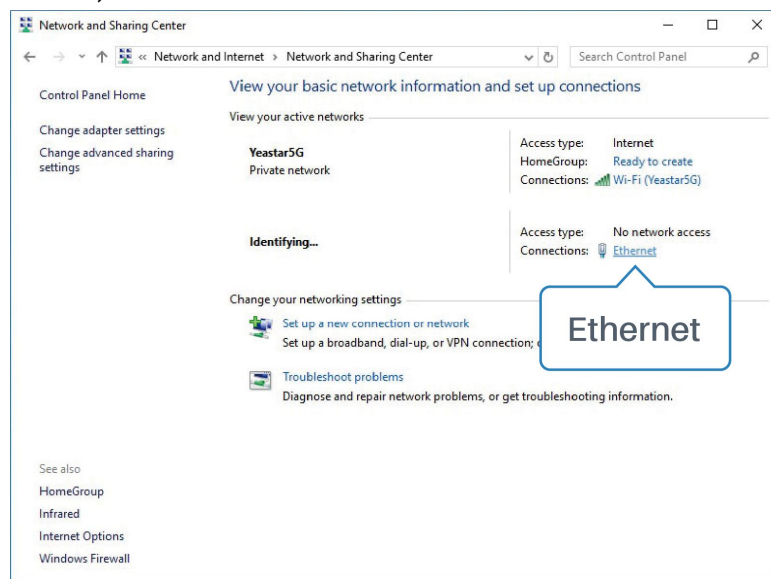 Network and Sharing Center
« Network and Internet › Network and Sharing Center
Search Control Panel
Control Panel Home
Change adapter settings
Change advanced sharing
settings
View your basic network information and set up connections
View your active networks
Yeastar5G
Private network
Access type: Internet
HomeGroup: Ready to create
Connections: Wi-Fi (Yeastar5G)
Identifying...
Access type: No network access
Connections: Ethernet
Ethernet
Change your networking settings
Set up a new connection or network
Set up a broadband, dial-up, or VPN connection;
Troubleshoot problems
Diagnose and repair network problems, or get troubleshooting information.
See also
HomeGroup
Infrared
Internet Options
Windows Firewall